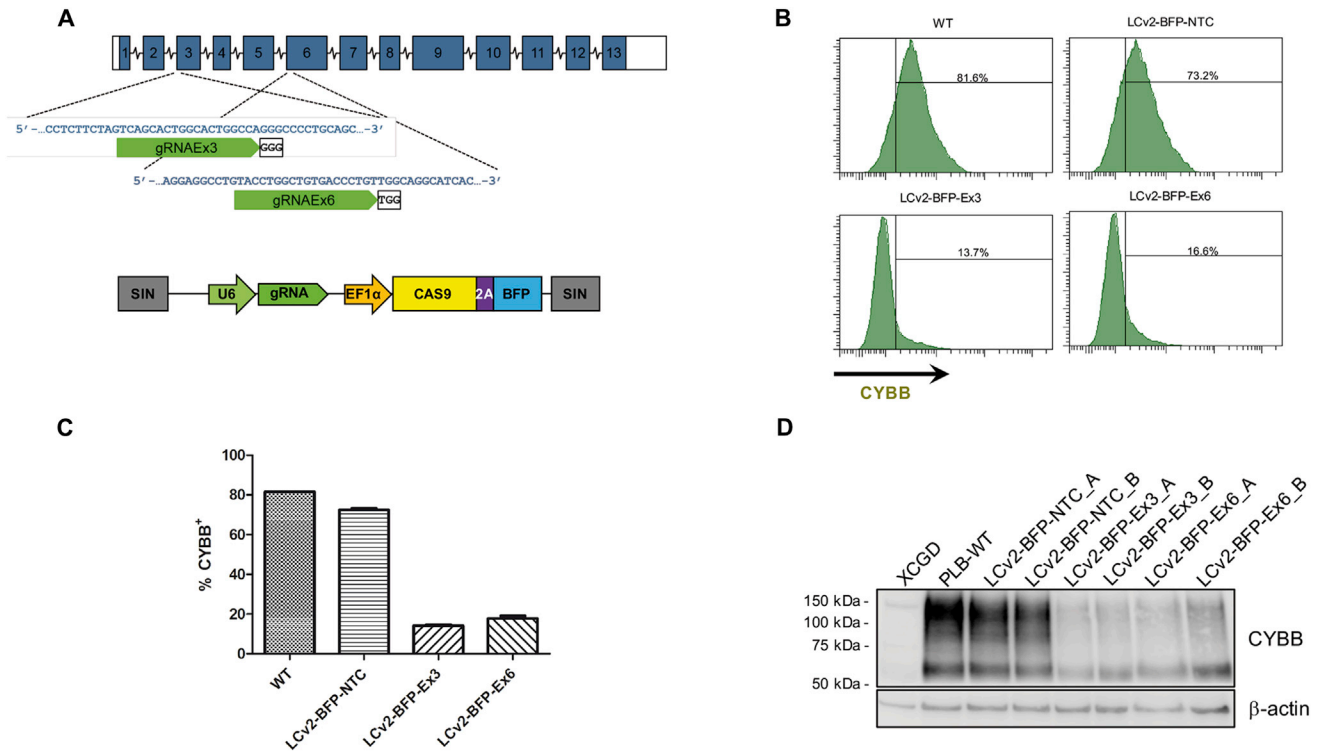 A
1 2 3 4 5 6 7 8 9 10 11 12 13
5′-…CCTCTTCTAGTCAGCACTGGCACTGGCCAGGGCCCCTGCAGC…-3′
gRNAEx3 GGG
5′-…AGGAGGCCTGTACCTGGCTGTGACCCTGTTGGCAGGCATCAC…-3′
gRNAEx6 TGG
SIN U6 gRNA EF1α CAS9 2A BFP SIN
B
WT
81.6%
LCv2-BFP-NTC
73.2%
LCv2-BFP-Ex3
13.7%
LCv2-BFP-Ex6
16.6%
CYBB
C
% CYBB+
100
80
60
40
20
0
WT
LCv2-BFP-NTC
LCv2-BFP-Ex3
LCv2-BFP-Ex6
D
XCGD
PLB-WT
LCv2-BFP-NTC_A
LCv2-BFP-NTC_B
LCv2-BFP-Ex3_A
LCv2-BFP-Ex3_B
LCv2-BFP-Ex6_A
LCv2-BFP-Ex6_B
150 kDa -
100 kDa -
75 kDa -
50 kDa -
CYBB
β-actin